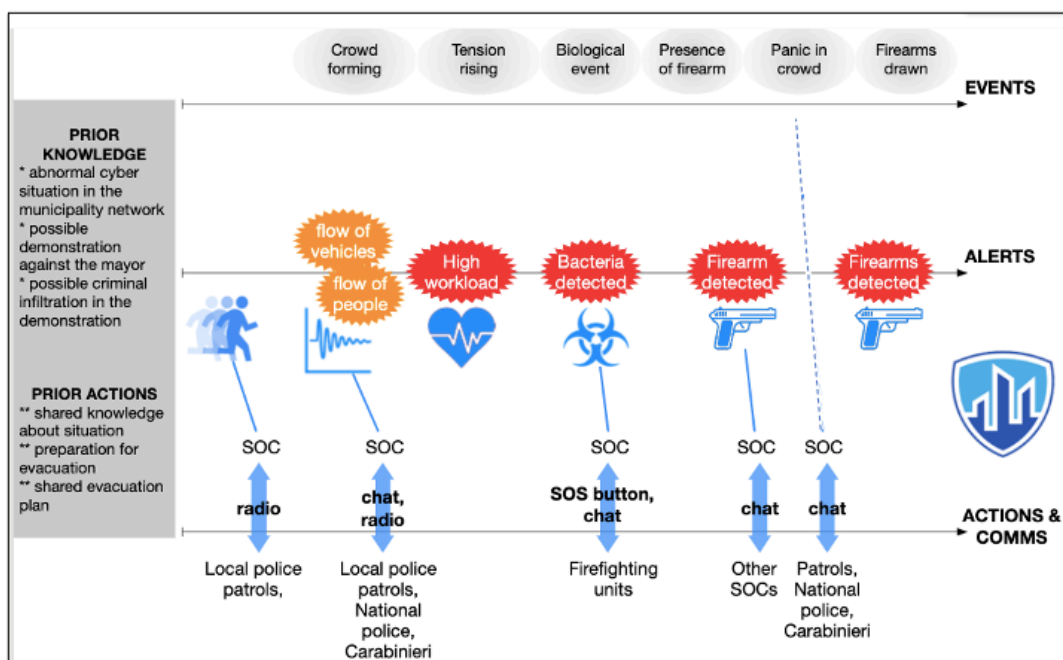 Crowd
forming
Tension
rising
Biological
event
Presence
of firearm
Panic in
crowd
Firearms
drawn
EVENTS
PRIOR
KNOWLEDGE
* abnormal cyber
situation in the
municipality network
* possible
demonstration
against the mayor
* possible criminal
infiltration in the
demonstration
PRIOR ACTIONS
** shared knowledge
about situation
** preparation for
evacuation
** shared evacuation
plan
flow of
vehicles
flow of
people
High
workload
Bacteria
detected
Firearm
detected
Firearms
detected
ALERTS
SOC
SOC
SOC
SOC
SOC
radio
chat,
radio
SOS button,
chat
chat
chat
ACTIONS &
COMMS
Local police
patrols,
Local police
patrols,
National
police,
Carabinieri
Firefighting
units
Other
SOCs
Patrols,
National
police,
Carabinieri